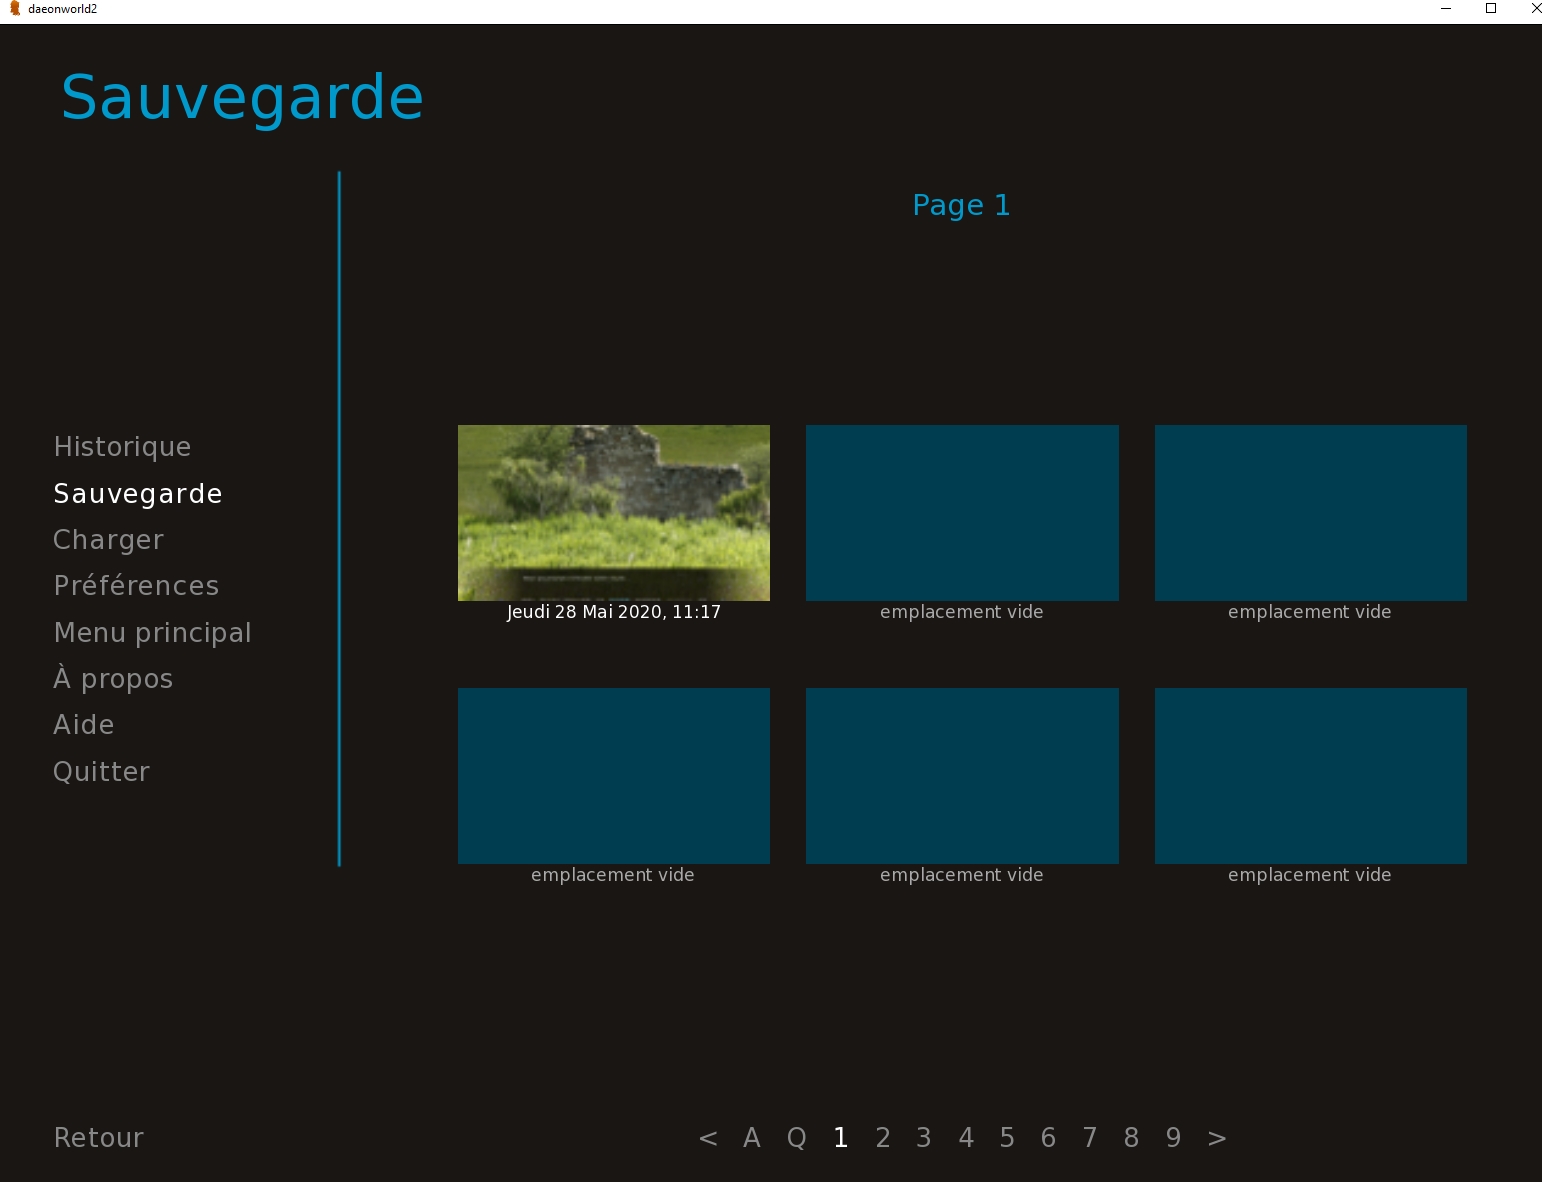 daeonworld2
Sauvegarde
Page 1
Historique
Sauvegarde
Charger
Préférences
Menu principal
À propos
Aide
Quitter
Jeudi 28 Mai 2020, 11:17
emplacement vide
emplacement vide
emplacement vide
emplacement vide
emplacement vide
Retour
< A Q 1 2 3 4 5 6 7 8 9 >